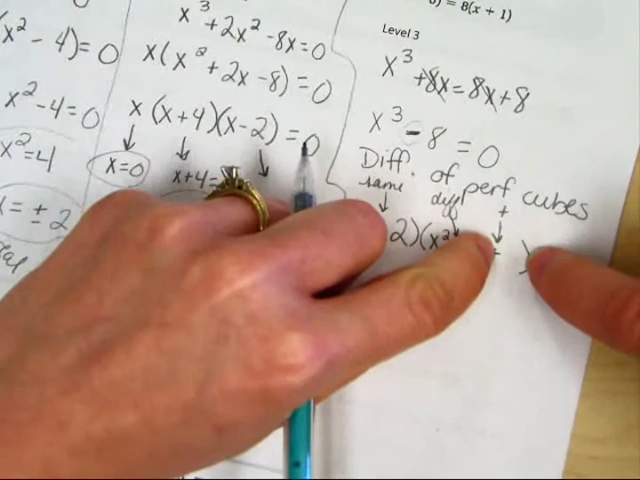 x² - 4) = 0
x² - 4 = 0
x² = 4
= ± 2
x³ + 2x² - 8x = 0
x(x² + 2x - 8) = 0
x(x + 4)(x - 2) = 0
x = 0
x + 4 =
= 8(x + 1)
Level 3
x³ + 8x = 8x + 8
x³ - 8 = 0
Diff. of perf cubes
same diff +
2)(x² + )